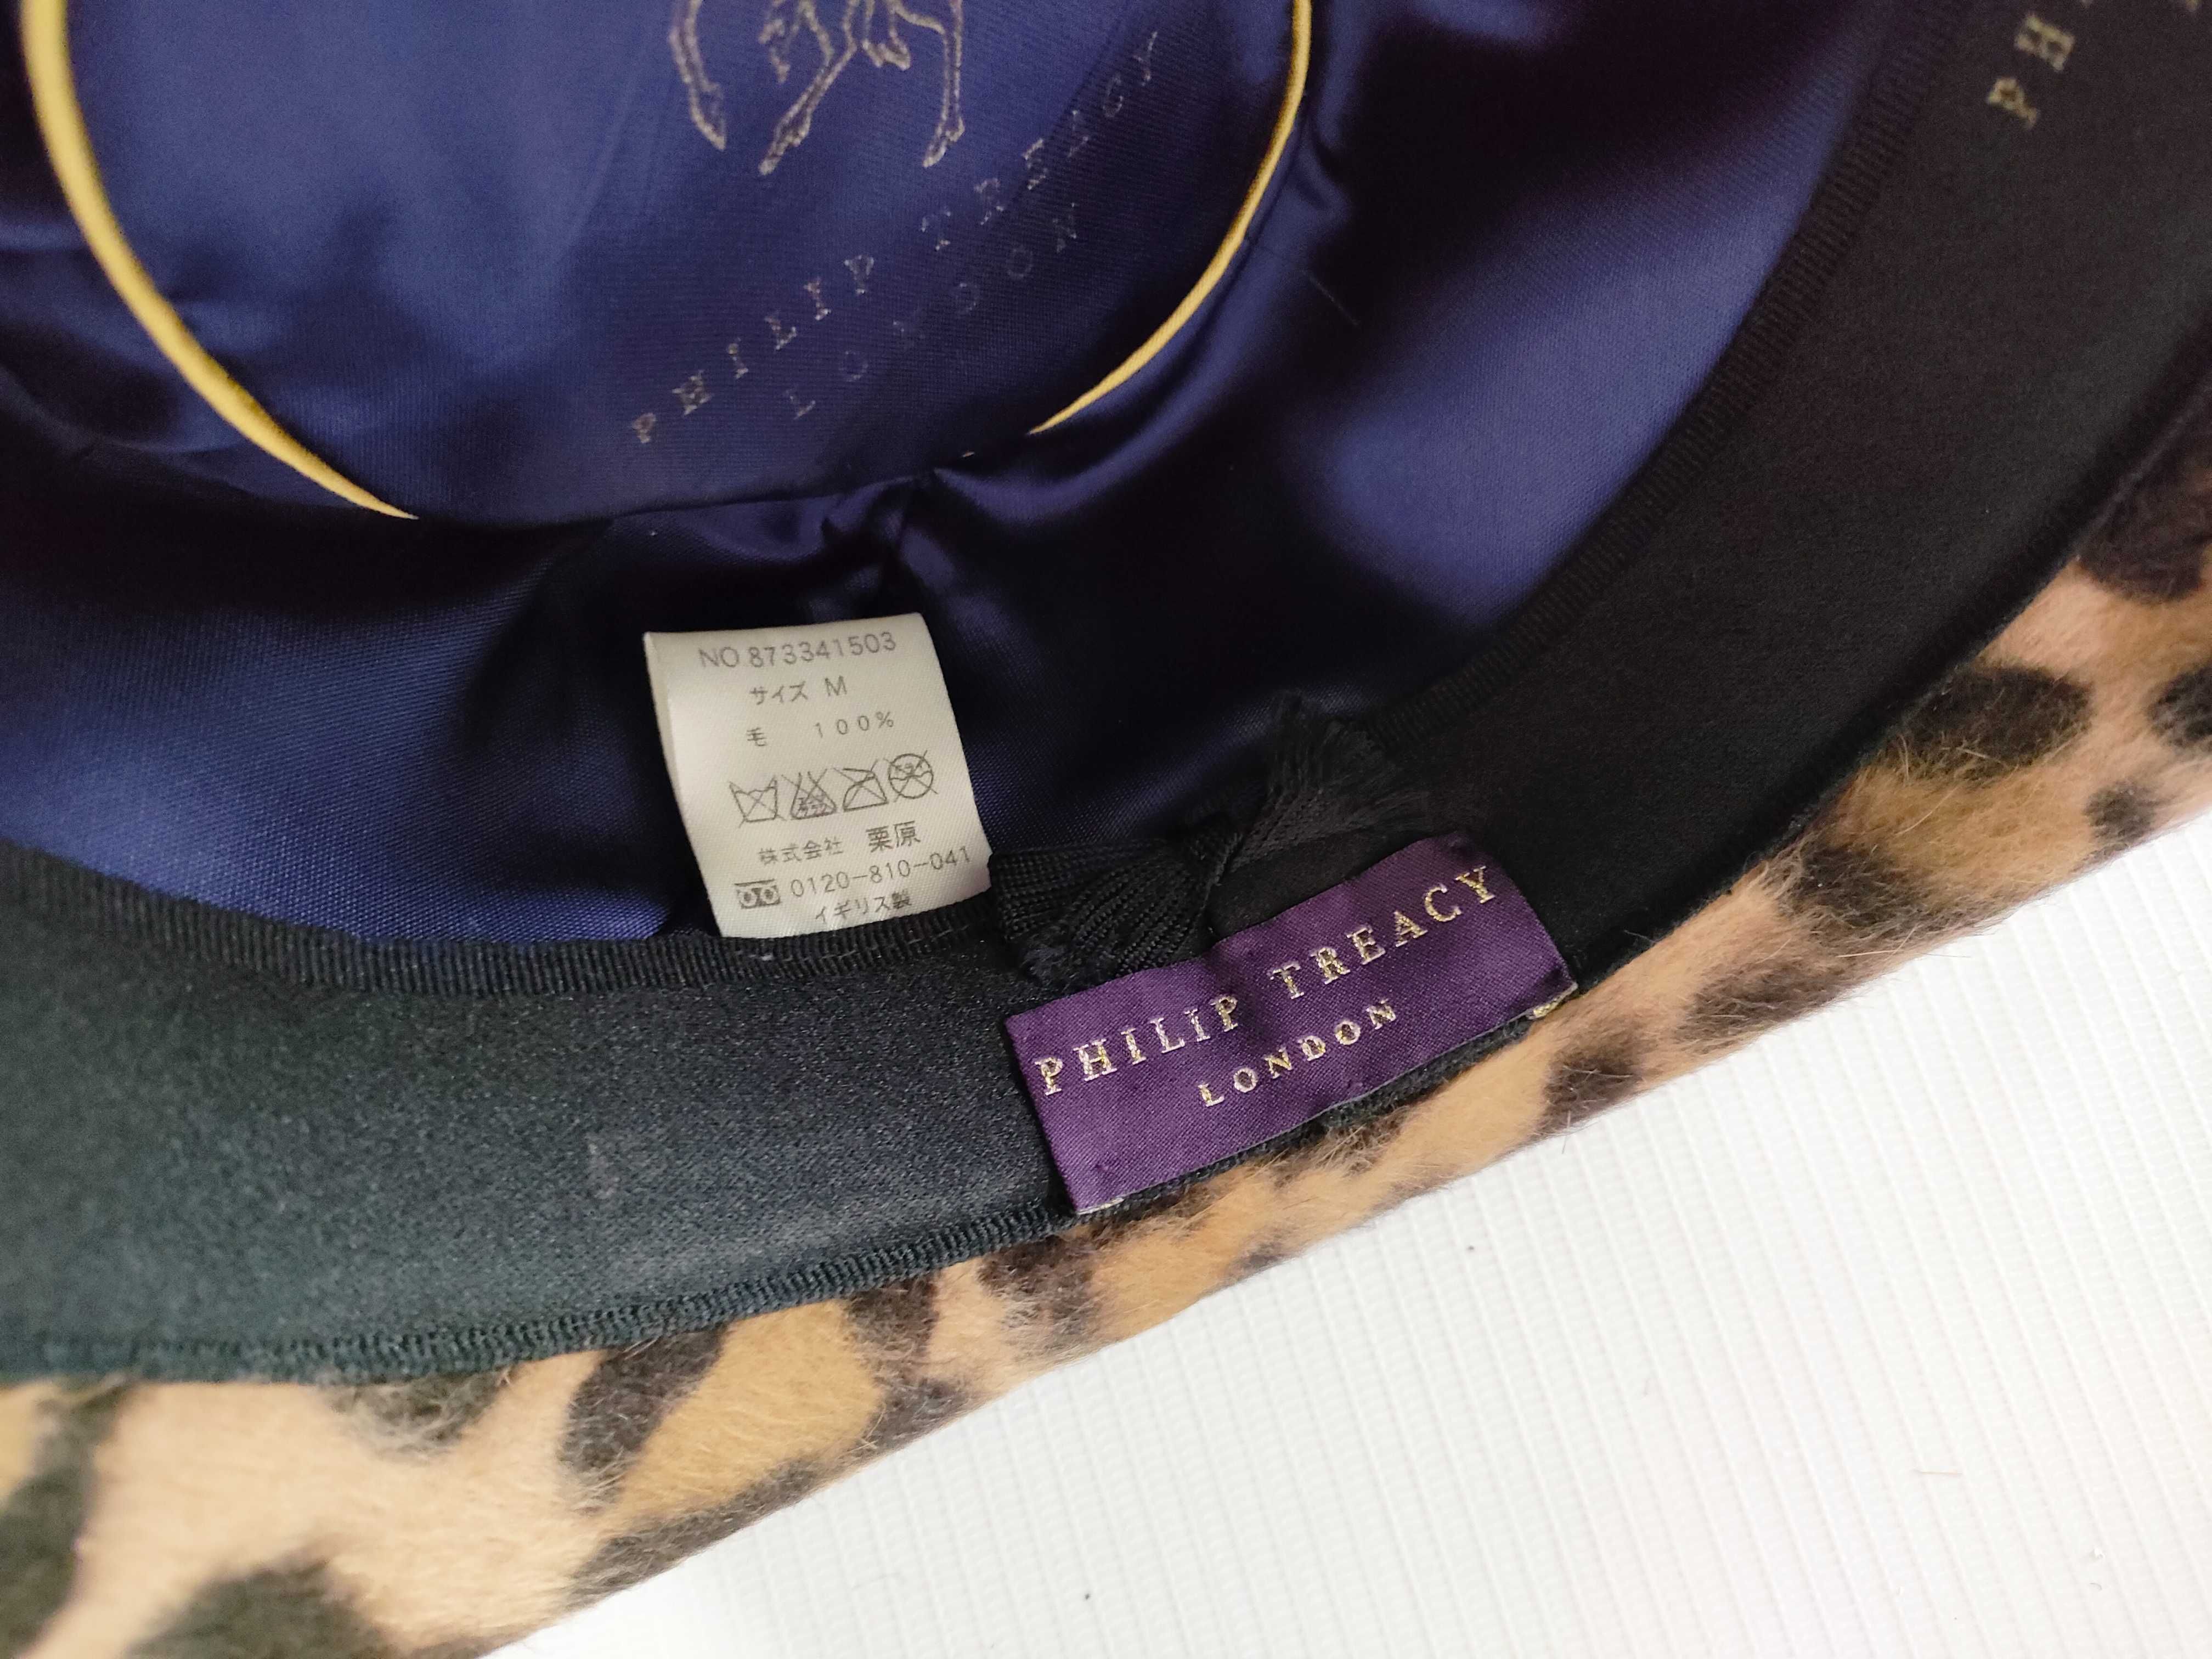 PHILIP TREACY
LONDON
PH
NO.873341503
サイズ M
毛 100%
株式会社 栗原
0120-810-041
イギリス製
PHILIP TREACY
LONDON